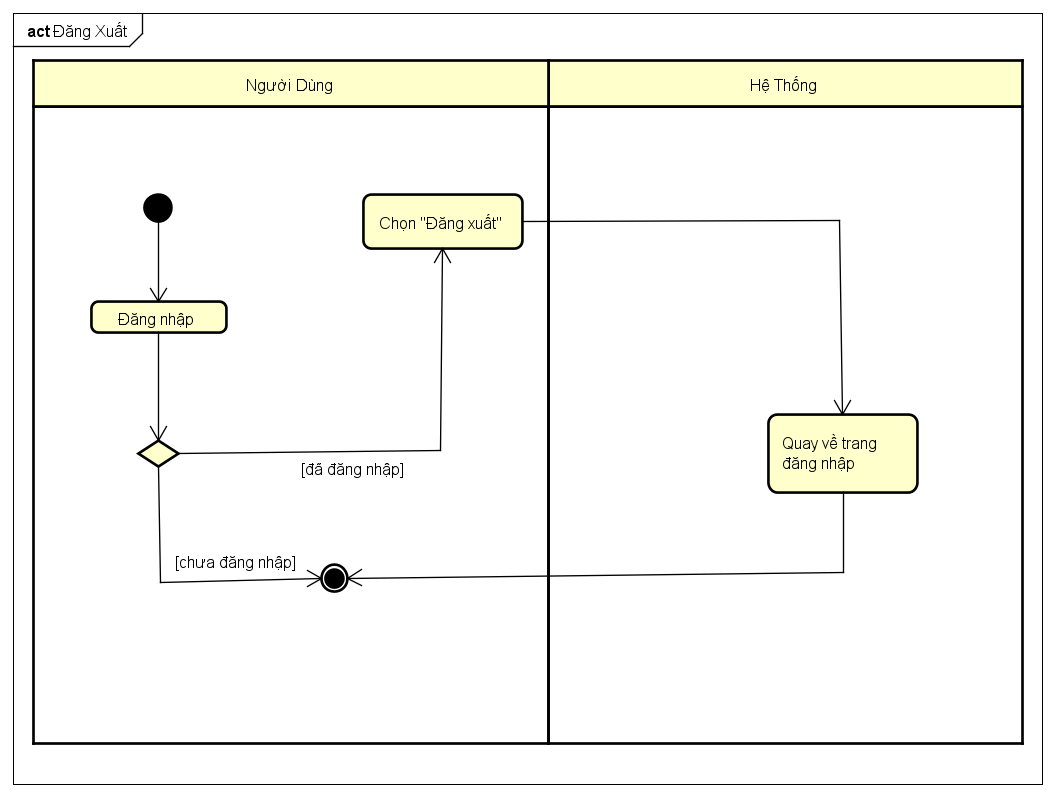 act Đăng Xuất
Người Dùng
Hệ Thống
Chọn "Đăng xuất"
Đăng nhập
Quay về trang
đăng nhập
[đã đăng nhập]
[chưa đăng nhập]